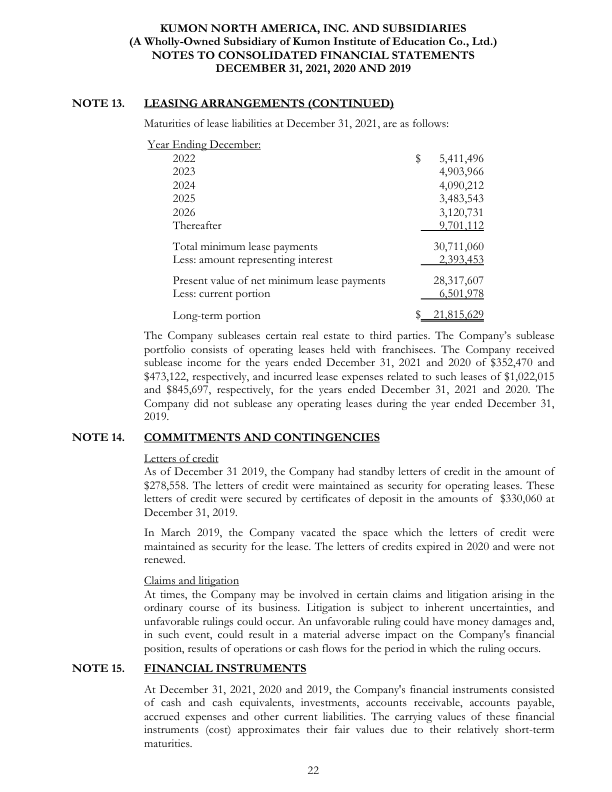 KUMON NORTH AMERICA, INC. AND SUBSIDIARIES
(A Wholly-Owned Subsidiary of Kumon Institute of Education Co., Ltd.)
NOTES TO CONSOLIDATED FINANCIAL STATEMENTS
DECEMBER 31, 2021, 2020 AND 2019
NOTE 13. LEASING ARRANGEMENTS (CONTINUED)
Maturities of lease liabilities at December 31, 2021, are as follows:
Year Ending December:
2022 $ 5,411,496
2023 4,903,966
2024 4,090,212
2025 3,483,543
2026 3,120,731
Thereafter 9,701,112
Total minimum lease payments 30,711,060
Less: amount representing interest 2,393,453
Present value of net minimum lease payments 28,317,607
Less: current portion 6,501,978
Long-term portion $ 21,815,629
The Company subleases certain real estate to third parties. The Company's sublease
portfolio consists of operating leases held with franchisees. The Company received
sublease income for the years ended December 31, 2021 and 2020 of $352,470 and
$473,122, respectively, and incurred lease expenses related to such leases of $1,022,015
and $845,697, respectively, for the years ended December 31, 2021 and 2020. The
Company did not sublease any operating leases during the year ended December 31,
2019.
NOTE 14. COMMITMENTS AND CONTINGENCIES
Letters of credit
As of December 31 2019, the Company had standby letters of credit in the amount of
$278,558. The letters of credit were maintained as security for operating leases. These
letters of credit were secured by certificates of deposit in the amounts of $330,060 at
December 31, 2019.
In March 2019, the Company vacated the space which the letters of credit were
maintained as security for the lease. The letters of credits expired in 2020 and were not
renewed.
Claims and litigation
At times, the Company may be involved in certain claims and litigation arising in the
ordinary course of its business. Litigation is subject to inherent uncertainties, and
unfavorable rulings could occur. An unfavorable ruling could have money damages and,
in such event, could result in a material adverse impact on the Company's financial
position, results of operations or cash flows for the period in which the ruling occurs.
NOTE 15. FINANCIAL INSTRUMENTS
At December 31, 2021, 2020 and 2019, the Company's financial instruments consisted
of cash and cash equivalents, investments, accounts receivable, accounts payable,
accrued expenses and other current liabilities. The carrying values of these financial
instruments (cost) approximates their fair values due to their relatively short-term
maturities.
22